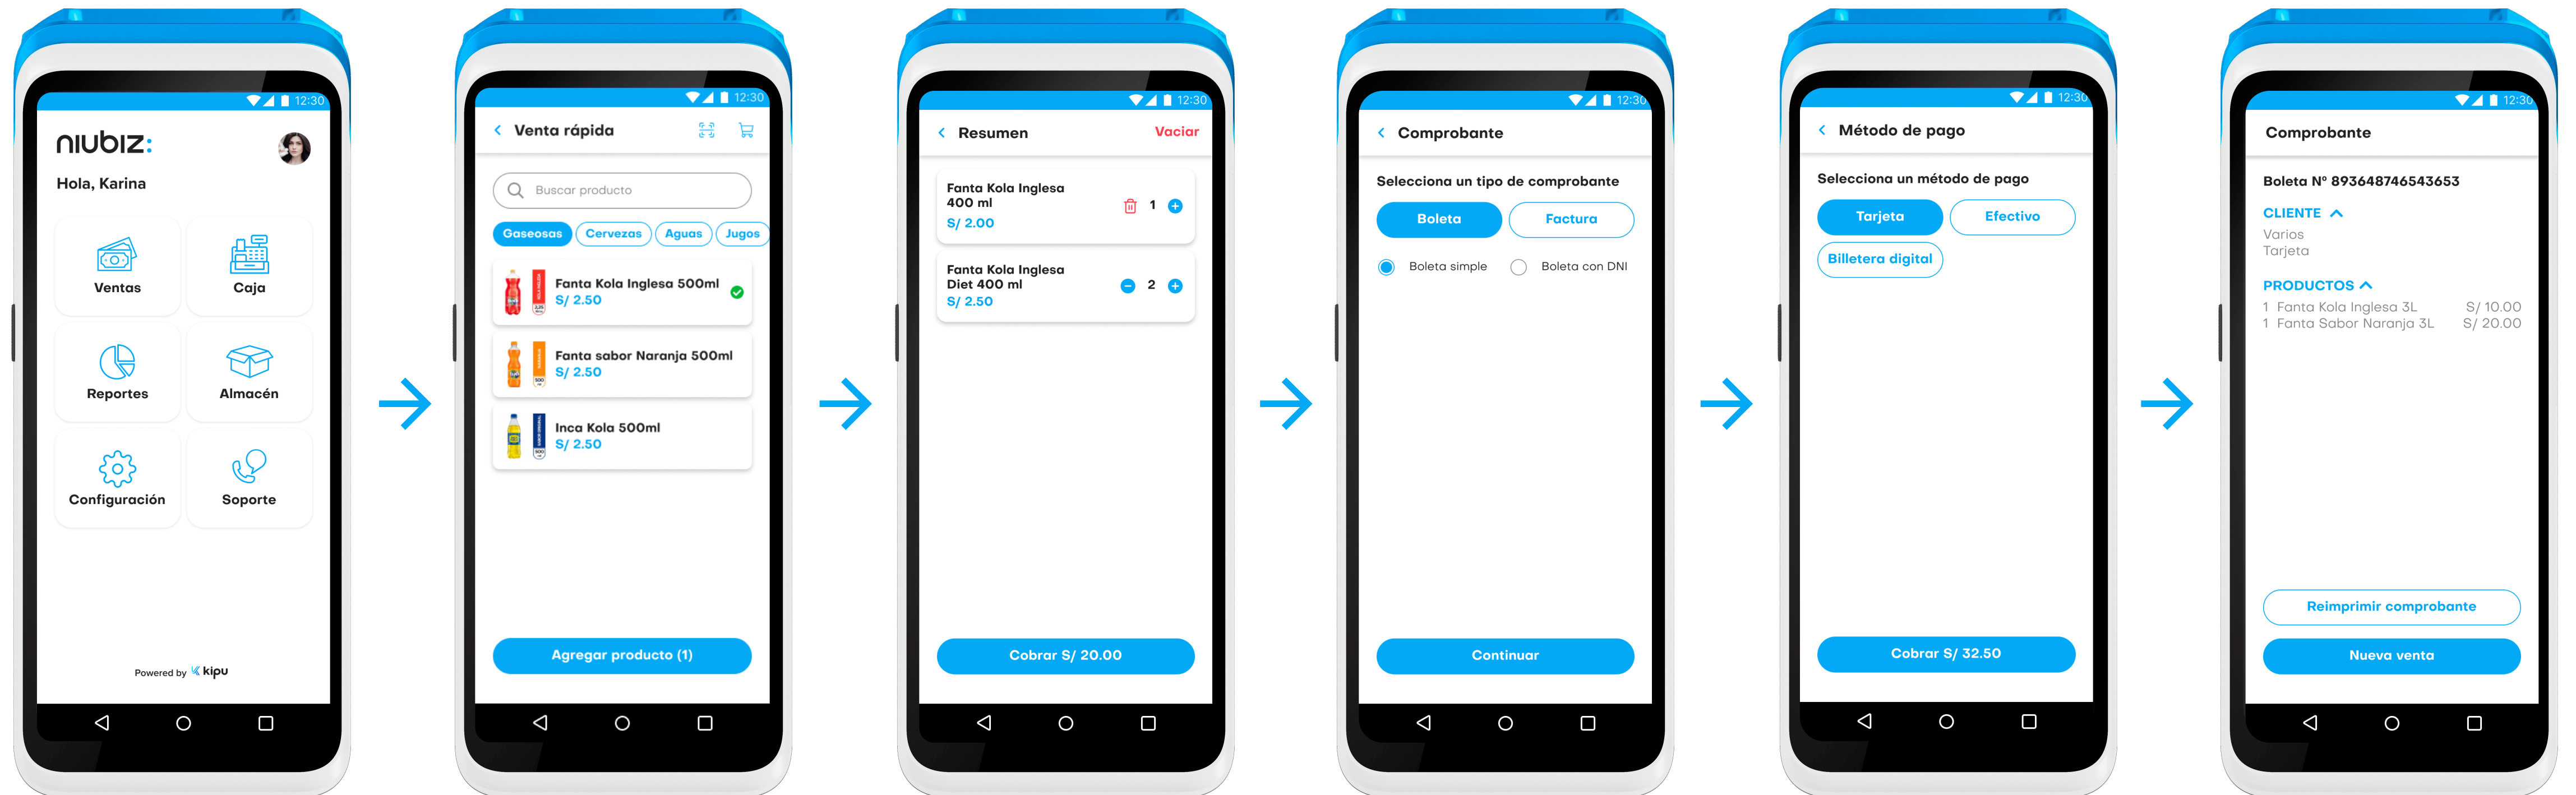 12:30
niubiz:
Hola, Karina
Ventas
Caja
Reportes
Almacén
Configuración
Soporte
Powered by kipu
12:30
Venta rápida
Buscar producto
Gaseosas
Cervezas
Aguas
Jugos
Fanta Kola Inglesa 500ml
S/ 2.50
Fanta sabor Naranja 500ml
S/ 2.50
Inca Kola 500ml
S/ 2.50
Agregar producto (1)
12:30
Resumen
Vaciar
Fanta Kola Inglesa
400 ml
S/ 2.00
1
Fanta Kola Inglesa
Diet 400 ml
S/ 2.50
2
Cobrar S/ 20.00
12:30
Comprobante
Selecciona un tipo de comprobante
Boleta
Factura
Boleta simple
Boleta con DNI
Continuar
12:30
Método de pago
Selecciona un método de pago
Tarjeta
Efectivo
Billetera digital
Cobrar S/ 32.50
12:30
Comprobante
Boleta Nº 893648746543653
CLIENTE
Varios
Tarjeta
PRODUCTOS
1 Fanta Kola Inglesa 3L S/ 10.00
1 Fanta Sabor Naranja 3L S/ 20.00
Reimprimir comprobante
Nueva venta